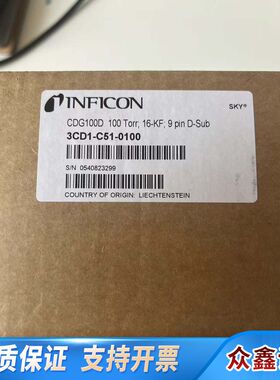 INFICON
SKY®
CDG100D 100 Torr; 16-KF; 9 pin D-Sub
3CD1-C51-0100
S/N 0540823299
COUNTRY OF ORIGIN: LIECHTENSTEIN
质保证 支持开票 众鑫